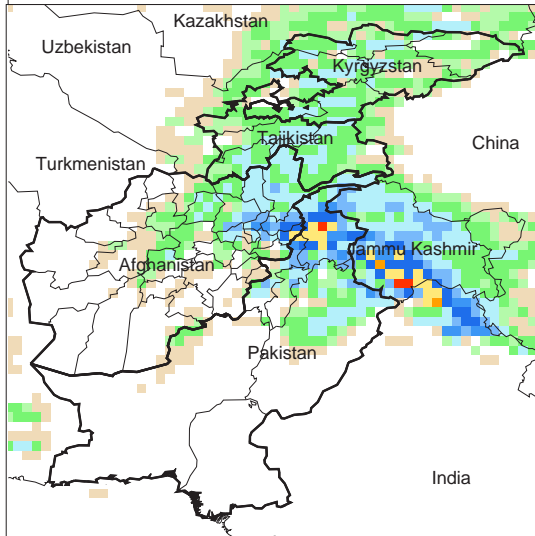 Kazakhstan
Uzbekistan
Kyrgyzstan
Tajikistan
China
Turkmenistan
Jammu Kashmir
Afghanistan
Pakistan
India